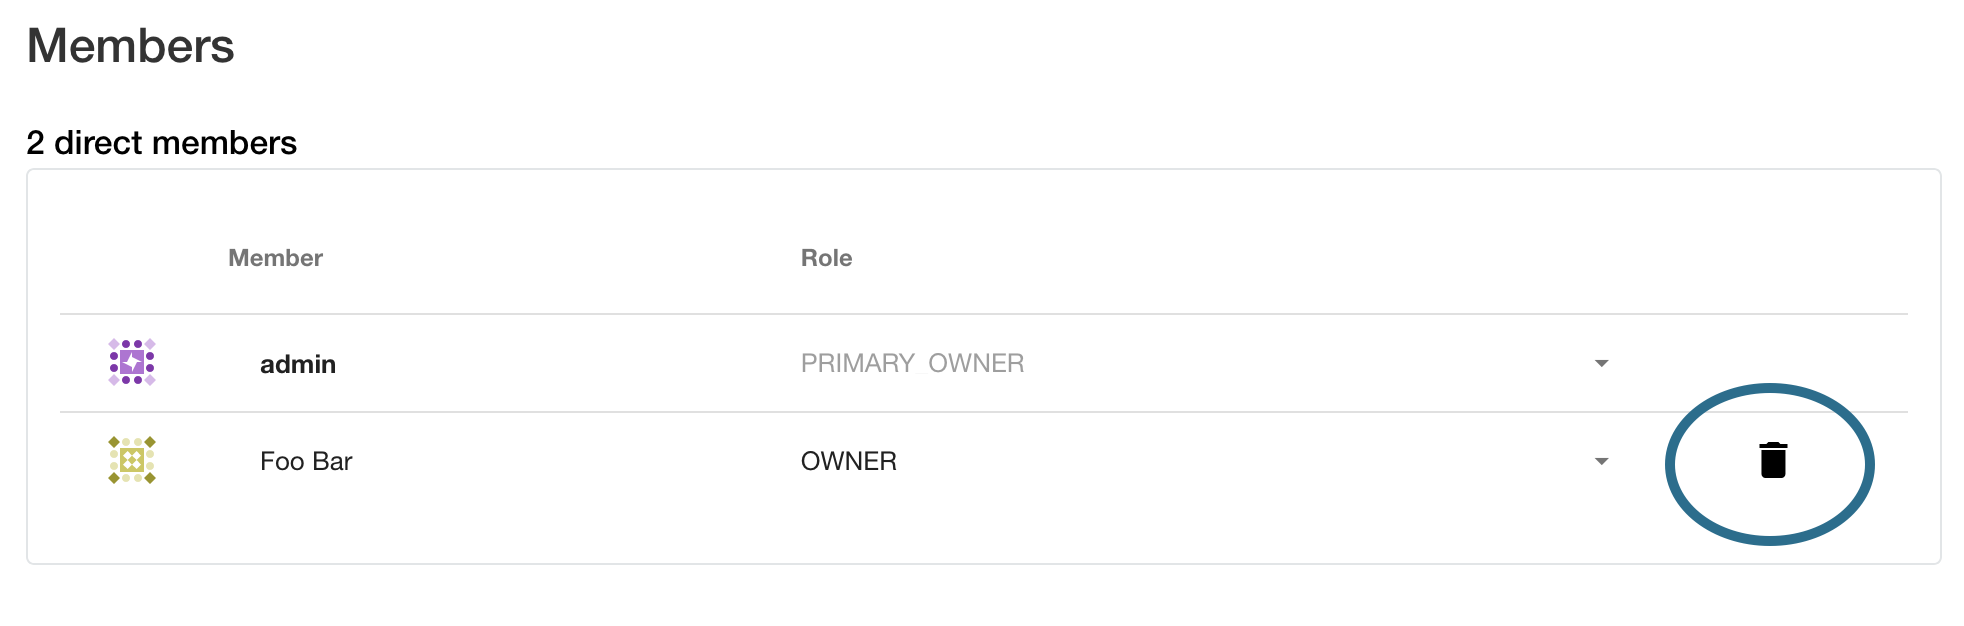 Members
2 direct members
Member Role
admin PRIMARY_OWNER
Foo Bar OWNER